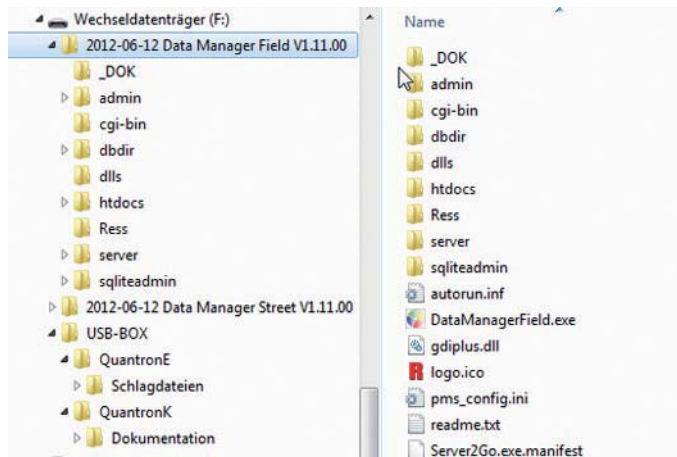 Wechseldatenträger (F:)
2012-06-12 Data Manager Field V1.11.00
_DOK
admin
cgi-bin
dbdir
dlls
htdocs
Ress
server
sqliteadmin
2012-06-12 Data Manager Street V1.11.00
USB-BOX
QuantronE
Schlagdateien
QuantronK
Dokumentation
Name
_DOK
admin
cgi-bin
dbdir
dlls
htdocs
Ress
server
sqliteadmin
autorun.inf
DataManagerField.exe
gdiplus.dll
logo.ico
pms_config.ini
readme.txt
Server2Go.exe.manifest